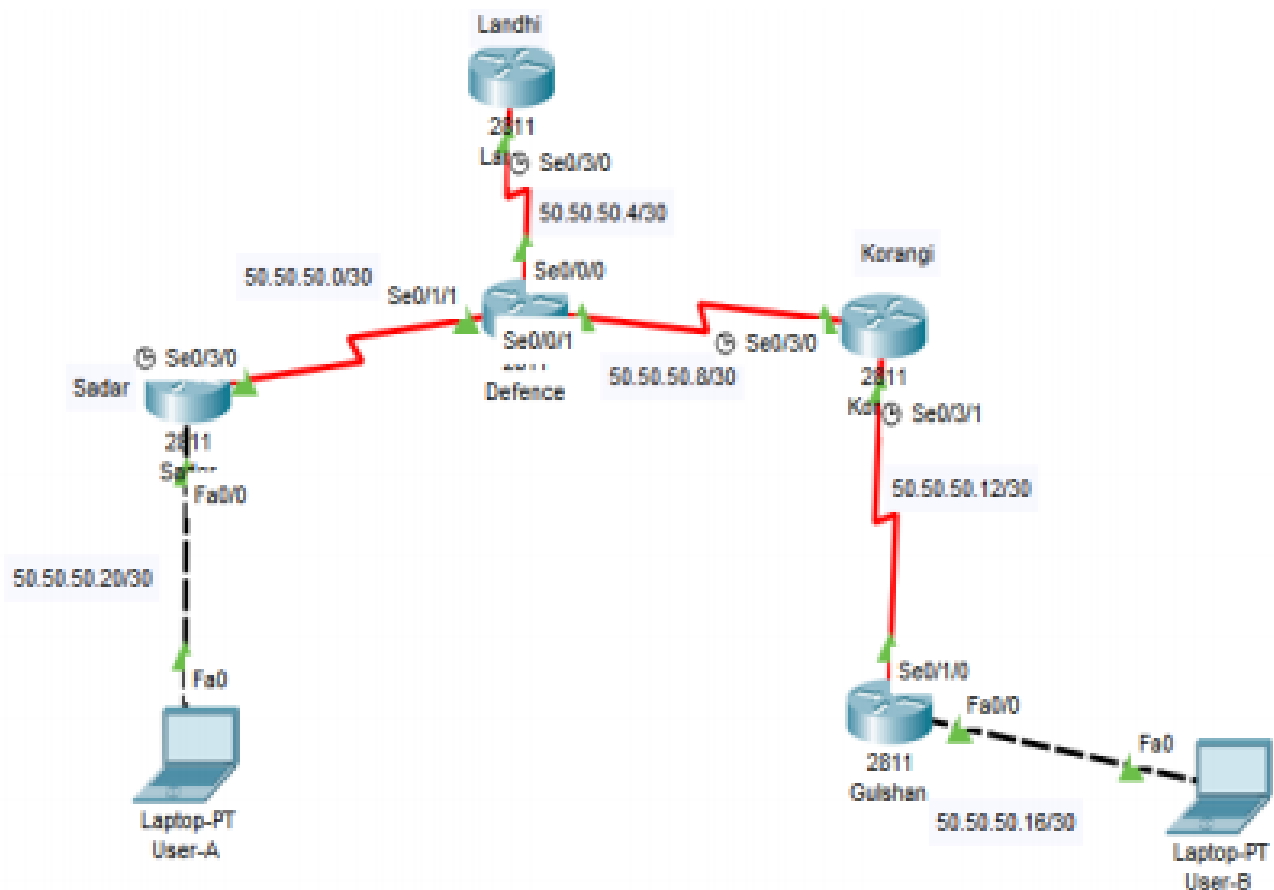 Landhi
2811
Se0/3/0
50.50.50.4/30
Se0/0/0
50.50.50.0/30
Se0/1/1
Korangi
Se0/0/1
Se0/3/0
50.50.50.8/30
Defence
2811
Se0/3/1
Se0/3/0
Sadar
2811
Fa0/0
50.50.50.12/30
50.50.50.20/30
Fa0
Se0/1/0
Fa0/0
Fa0
2811
Gulshan
50.50.50.16/30
Laptop-PT
User-A
Laptop-PT
User-B